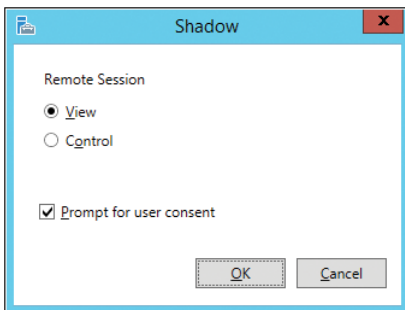 Shadow
x
Remote Session
View
Control
Prompt for user consent
OK
Cancel